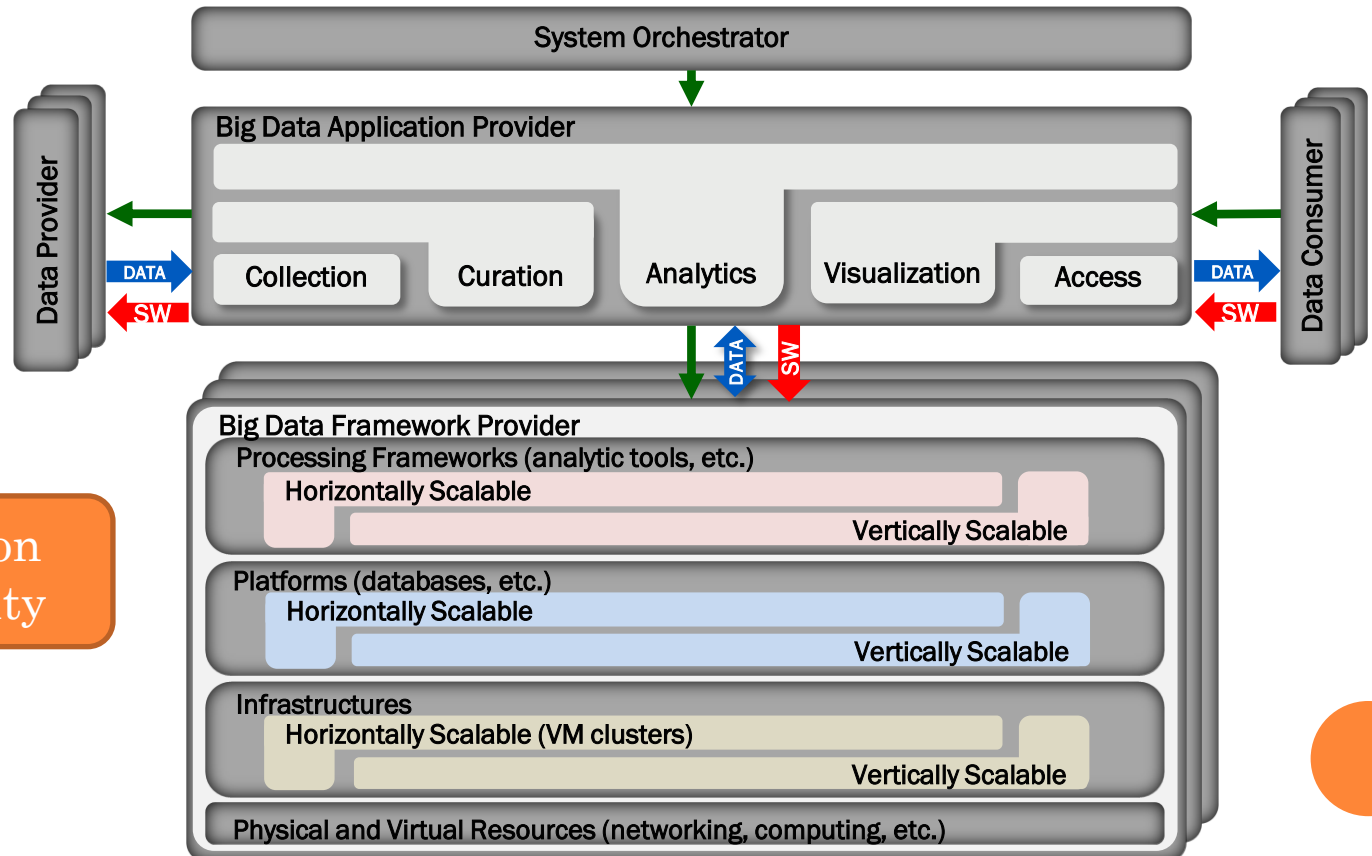 System Orchestrator
Big Data Application Provider
Data Provider
Data Consumer
DATA
SW
Collection
Curation
Analytics
Visualization
Access
DATA
SW
DATA
SW
Big Data Framework Provider
Processing Frameworks (analytic tools, etc.)
Horizontally Scalable
Vertically Scalable
Platforms (databases, etc.)
Horizontally Scalable
Vertically Scalable
Infrastructures
Horizontally Scalable (VM clusters)
Vertically Scalable
Physical and Virtual Resources (networking, computing, etc.)